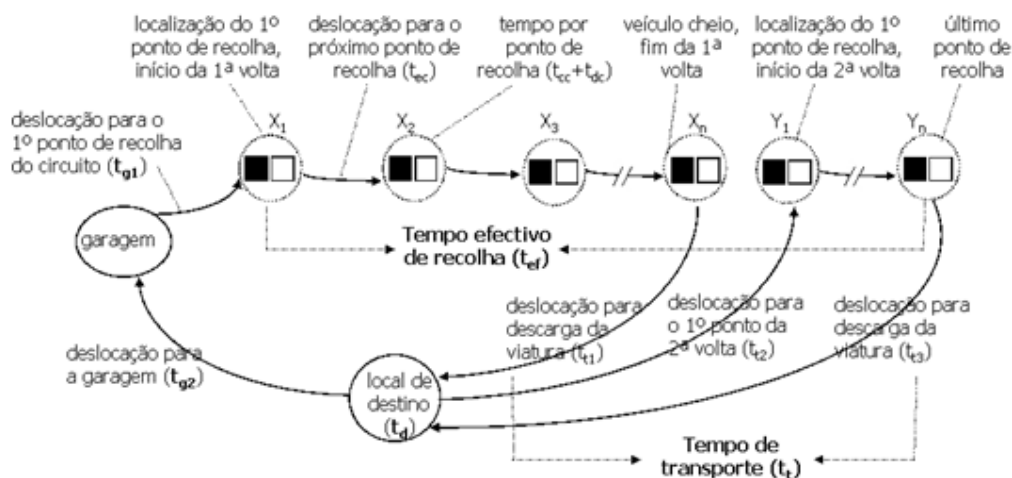 localização do 1º
ponto de recolha,
início da 1ª volta
deslocação para o
próximo ponto de
recolha (tec)
tempo por
ponto de
recolha (tcc+tdc)
veículo cheio,
fim da 1ª
volta
localização do 1º
ponto de recolha,
início da 2ª volta
último
ponto de
recolha
deslocação para o
1º ponto de recolha
do circuito (tg1)
X1
X2
X3
Xn
Y1
Yn
garagem
Tempo efectivo
de recolha (tef)
deslocação para
descarga da
viatura (tt1)
deslocação para
o 1º ponto da
2ª volta (tt2)
deslocação para
descarga da
viatura (tt3)
deslocação para
a garagem (tg2)
local de
destino
(td)
Tempo de
transporte (tt)